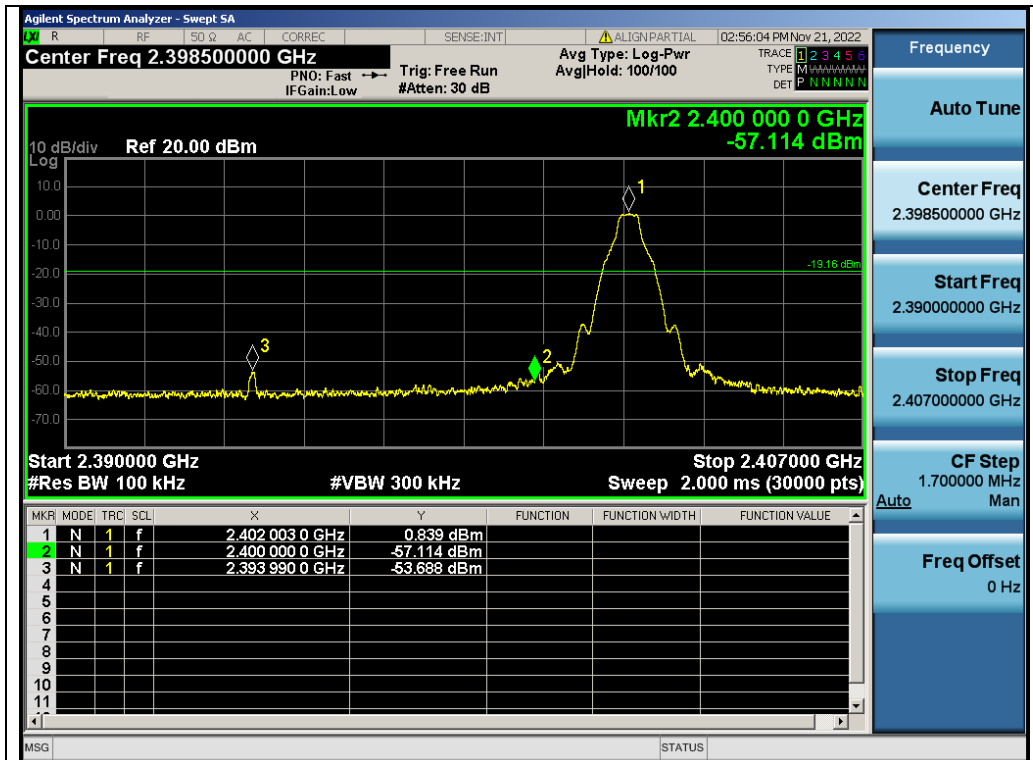 Agilent Spectrum Analyzer - Swept SA
LXI R RF 50 Ω AC CORREC SENSE:INT ALIGN PARTIAL 02:56:04 PM Nov 21, 2022
Center Freq 2.398500000 GHz
PNO: Fast
IFGain:Low
Trig: Free Run
#Atten: 30 dB
Avg Type: Log-Pwr
Avg|Hold: 100/100
TRACE 1 2 3 4 5 6
TYPE M WWWWW
DET P N N N N N
Mkr2 2.400 000 0 GHz
-57.114 dBm
10 dB/div Ref 20.00 dBm
Log
10.0
0.00
-10.0
-20.0
-30.0
-40.0
-50.0
-60.0
-70.0
1
-19.16 dBm
3
2
Start 2.390000 GHz Stop 2.407000 GHz
#Res BW 100 kHz #VBW 300 kHz Sweep 2.000 ms (30000 pts)
MKR MODE TRC SCL X Y FUNCTION FUNCTION WIDTH FUNCTION VALUE
1 N 1 f 2.402 003 0 GHz 0.839 dBm
2 N 1 f 2.400 000 0 GHz -57.114 dBm
3 N 1 f 2.393 990 0 GHz -53.688 dBm
4
5
6
7
8
9
10
11
MSG STATUS
Frequency
Auto Tune
Center Freq
2.398500000 GHz
Start Freq
2.390000000 GHz
Stop Freq
2.407000000 GHz
CF Step
1.700000 MHz
Auto Man
Freq Offset
0 Hz